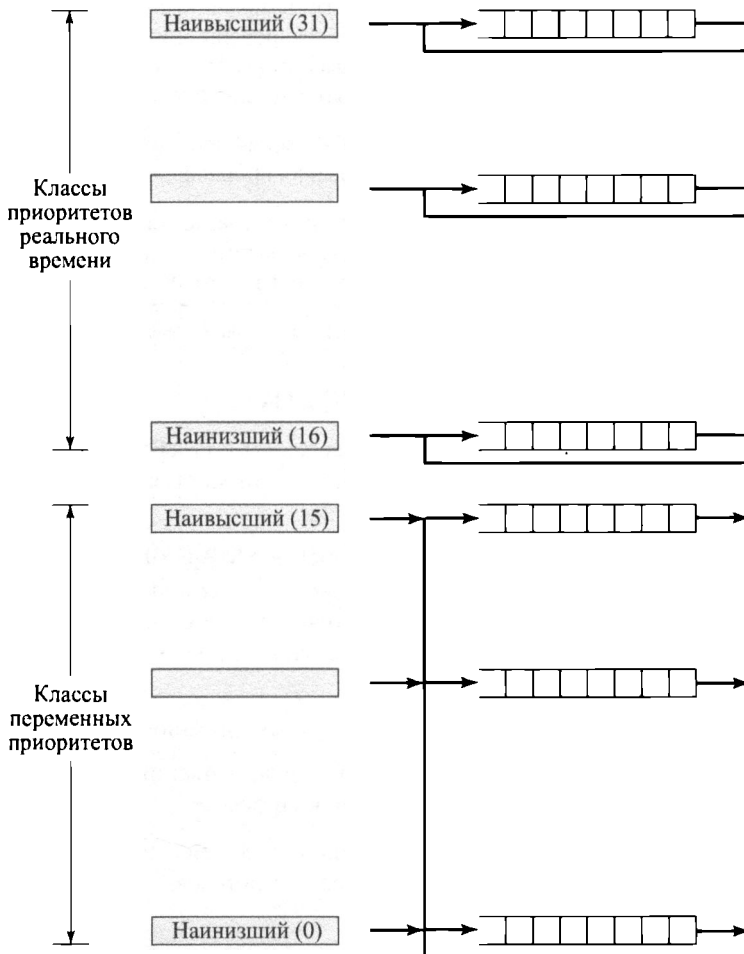 Наивысший (31)
Классы
приоритетов
реального
времени
Наинизший (16)
Наивысший (15)
Классы
переменных
приоритетов
Наинизший (0)